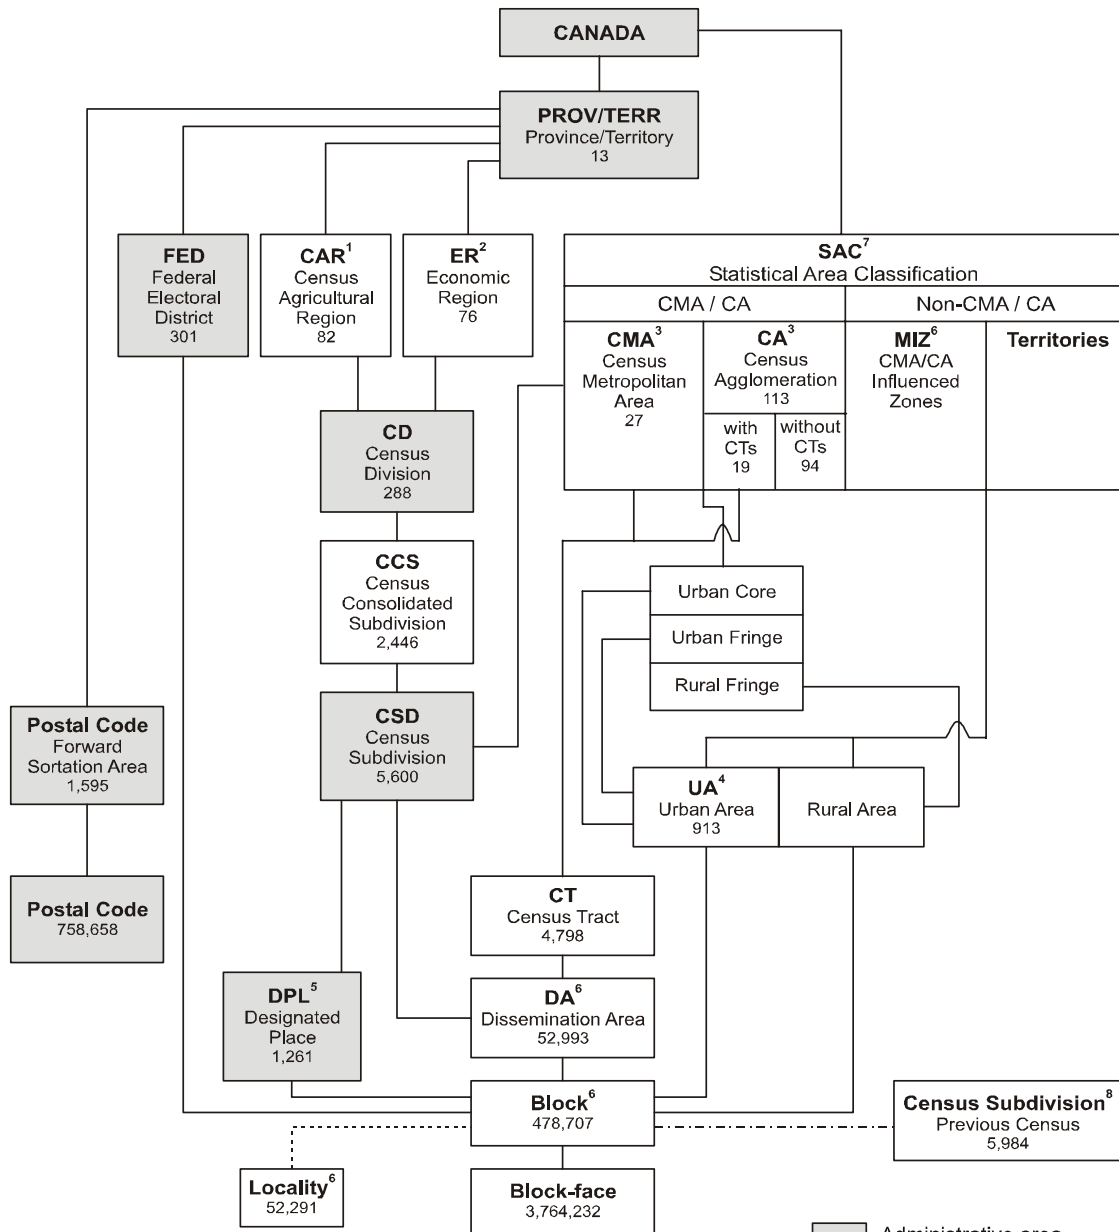 CANADA
PROV/TERR
Province/Territory
13
FED
Federal
Electoral
District
301
CAR1
Census
Agricultural
Region
82
ER2
Economic
Region
76
SAC7
Statistical Area Classification
CMA / CA
Non-CMA / CA
CMA3
Census
Metropolitan
Area
27
CA3
Census
Agglomeration
113
with
CTs
19
without
CTs
94
MIZ6
CMA/CA
Influenced
Zones
Territories
CD
Census
Division
288
CCS
Census
Consolidated
Subdivision
2,446
Urban Core
Urban Fringe
Rural Fringe
Postal Code
Forward
Sortation Area
1,595
CSD
Census
Subdivision
5,600
UA4
Urban Area
913
Rural Area
Postal Code
758,658
CT
Census Tract
4,798
DPL5
Designated
Place
1,261
DA6
Dissemination Area
52,993
Block6
478,707
Census Subdivision8
Previous Census
5,984
Locality6
52,291
Block-face
3,764,232
Administrative area